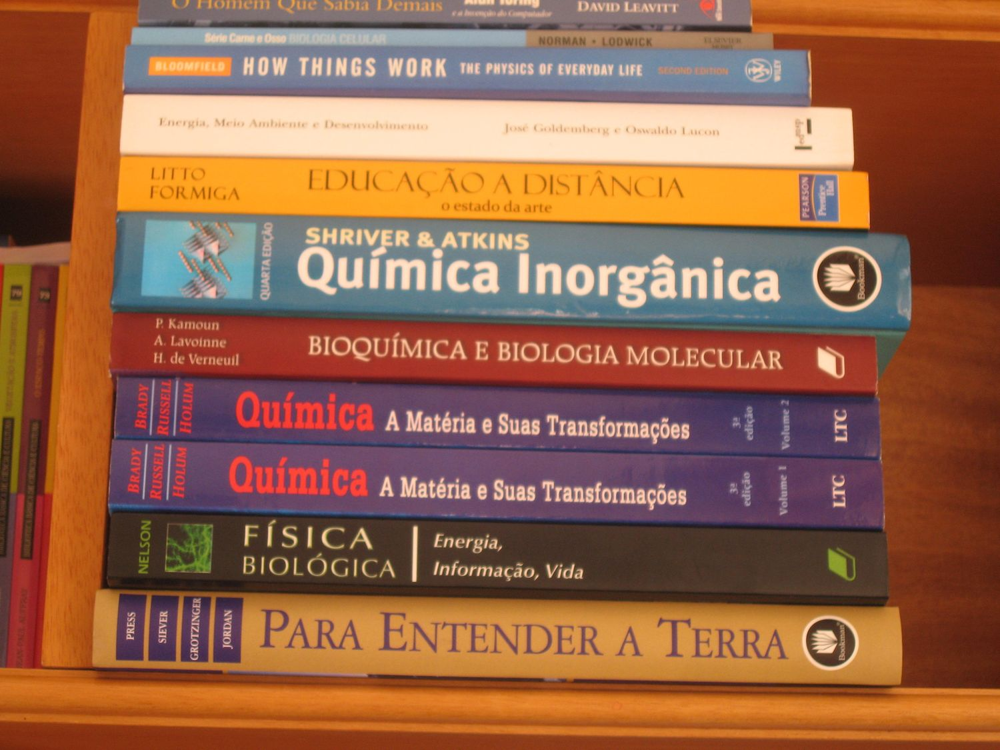 O Homem Que Sabia Demais
Alan Turing
e a Invenção do Computador
DAVID LEAVITT
Série Carne e Osso BIOLOGIA CELULAR
NORMAN • LODWICK
ELSEVIER
BLOOMFIELD
HOW THINGS WORK
THE PHYSICS OF EVERYDAY LIFE
SECOND EDITION
WILEY
Energia, Meio Ambiente e Desenvolvimento
José Goldemberg e Oswaldo Lucon
LITTO
FORMIGA
EDUCAÇÃO A DISTÂNCIA
o estado da arte
PEARSON
Prentice
Hall
QUARTA EDIÇÃO
SHRIVER & ATKINS
Química Inorgânica
Bookman
P. Kamoun
A. Lavoinne
H. de Verneuil
BIOQUÍMICA E BIOLOGIA MOLECULAR
BRADY
RUSSELL
HOLUM
Química A Matéria e Suas Transformações
3ª
edição
Volume 2
LTC
BRADY
RUSSELL
HOLUM
Química A Matéria e Suas Transformações
3ª
edição
Volume 1
LTC
NELSON
FÍSICA
BIOLÓGICA
Energia,
Informação, Vida
PRESS
SIEVER
GROTZINGER
JORDAN
PARA ENTENDER A TERRA
Bookman
79